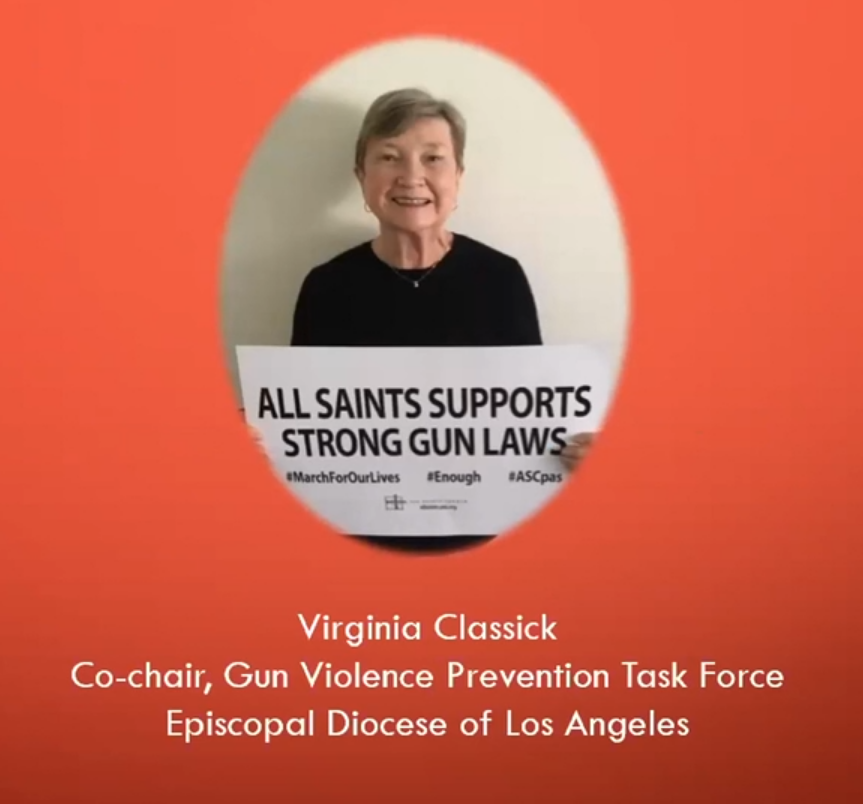 ALL SAINTS SUPPORTS
STRONG GUN LAWS
#MarchForOurLives #Enough #ASCpas
Virginia Classick
Co-chair, Gun Violence Prevention Task Force
Episcopal Diocese of Los Angeles